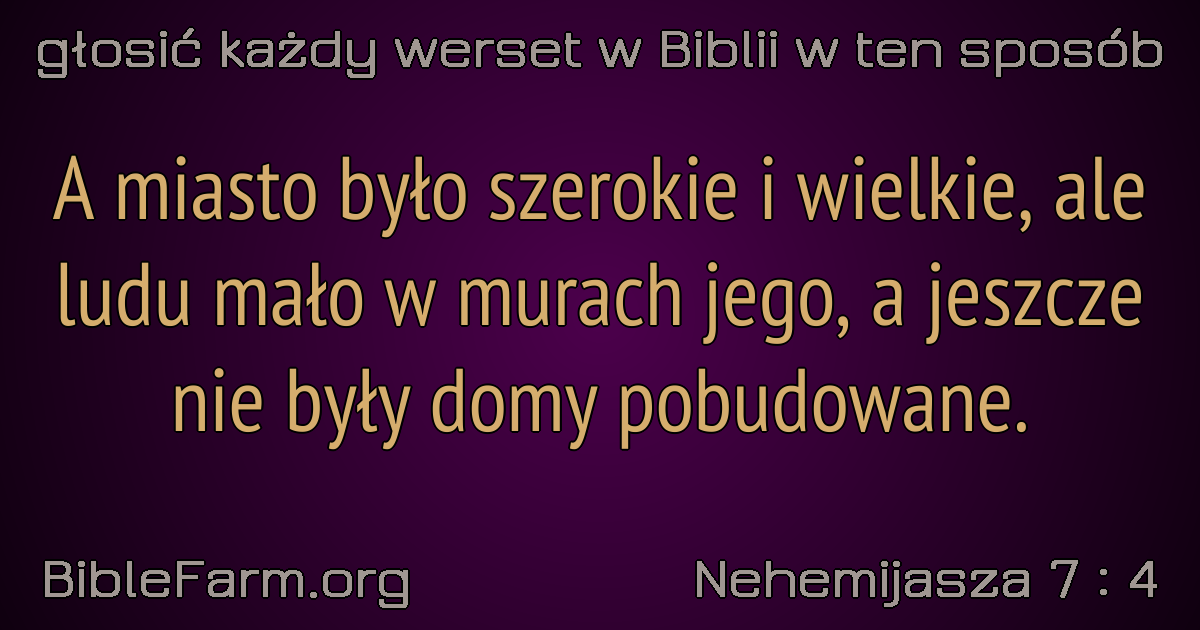 głosić każdy werset w Biblii w ten sposób
A miasto było szerokie i wielkie, ale
ludu mało w murach jego, a jeszcze
nie były domy pobudowane.
BibleFarm.org
Nehemijasza 7 : 4